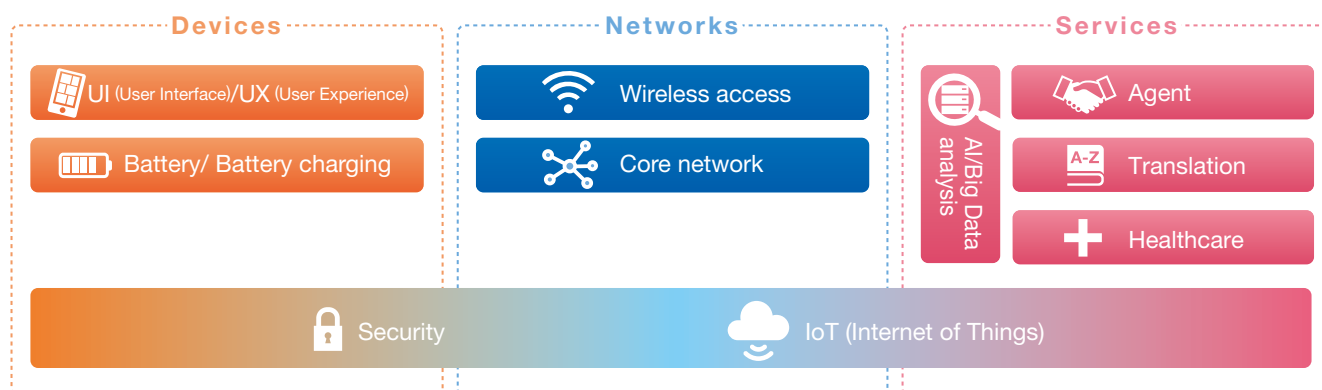 Devices
UI (User Interface)/UX (User Experience)
Battery/ Battery charging
Networks
Wireless access
Core network
Services
AI/Big Data
analysis
Agent
A-Z
Translation
Healthcare
Security
IoT (Internet of Things)